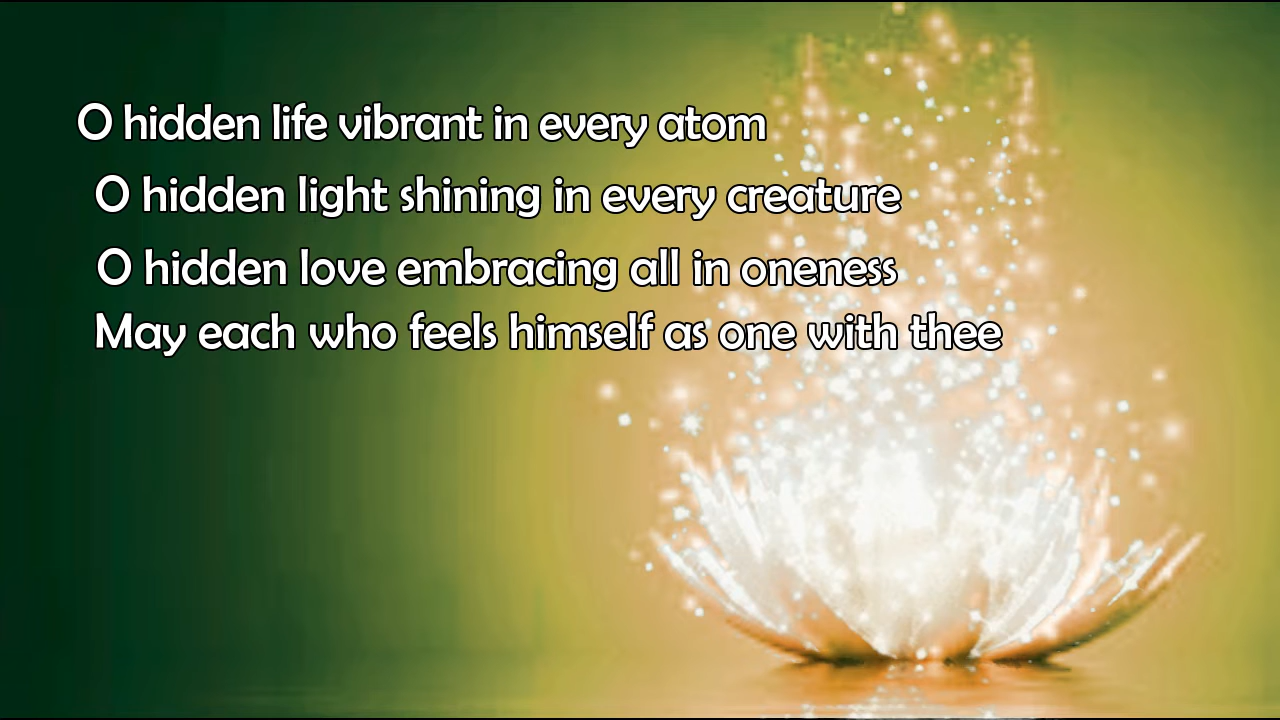 O hidden life vibrant in every atom
O hidden light shining in every creature
O hidden love embracing all in oneness
May each who feels himself as one with thee